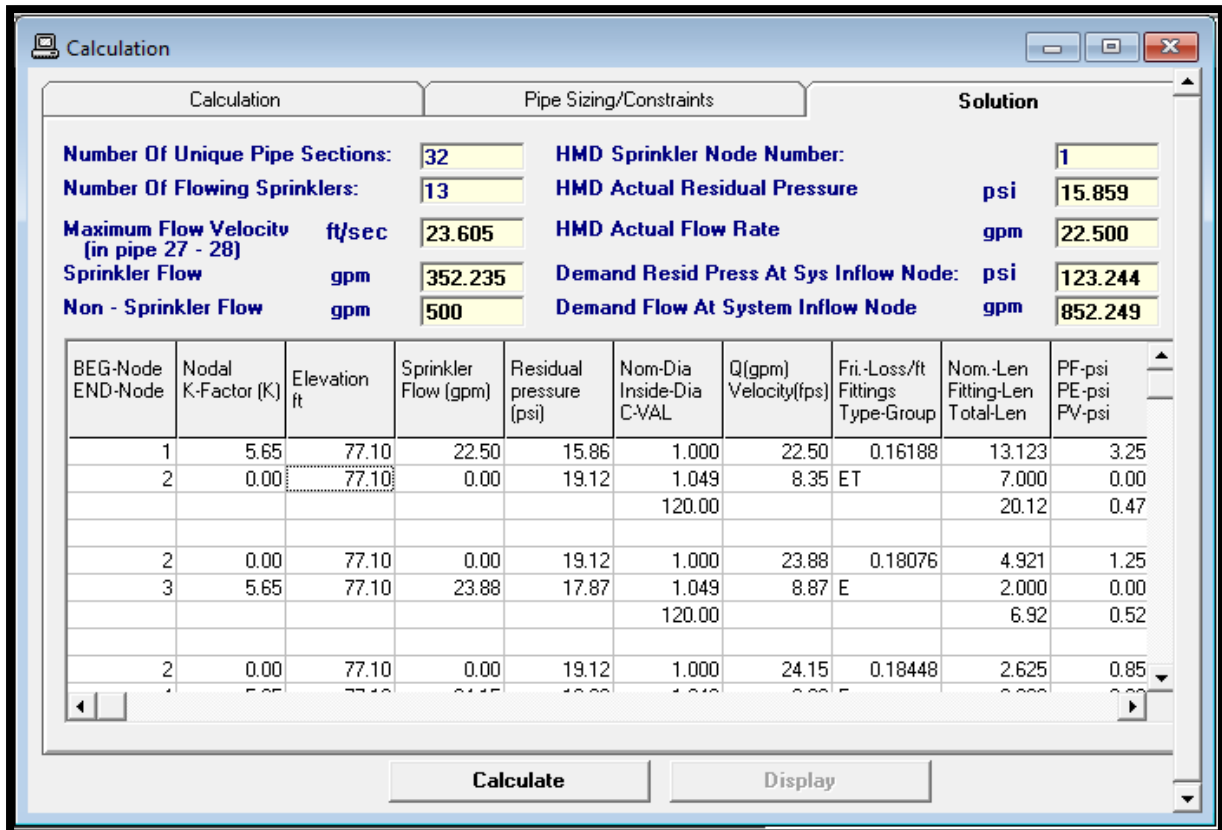 Calculation
Calculation Pipe Sizing/Constraints Solution
Number Of Unique Pipe Sections: 32 HMD Sprinkler Node Number: 1
Number Of Flowing Sprinklers: 13 HMD Actual Residual Pressure psi 15.859
Maximum Flow Velocity ft/sec 23.605 HMD Actual Flow Rate gpm 22.500
(in pipe 27 - 28)
Sprinkler Flow gpm 352.235 Demand Resid Press At Sys Inflow Node: psi 123.244
Non - Sprinkler Flow gpm 500 Demand Flow At System Inflow Node gpm 852.249
BEG-Node Nodal Elevation Sprinkler Residual Nom-Dia Q(gpm) Fri.-Loss/ft Nom.-Len PF-psi
END-Node K-Factor (K) ft Flow (gpm) pressure Inside-Dia Velocity(fps) Fittings Fitting-Len PE-psi
(psi) C-VAL Type-Group Total-Len PV-psi
1 5.65 77.10 22.50 15.86 1.000 22.50 0.16188 13.123 3.25
2 0.00 77.10 0.00 19.12 1.049 8.35 ET 7.000 0.00
120.00 20.12 0.47
2 0.00 77.10 0.00 19.12 1.000 23.88 0.18076 4.921 1.25
3 5.65 77.10 23.88 17.87 1.049 8.87 E 2.000 0.00
120.00 6.92 0.52
2 0.00 77.10 0.00 19.12 1.000 24.15 0.18448 2.625 0.85
Calculate Display